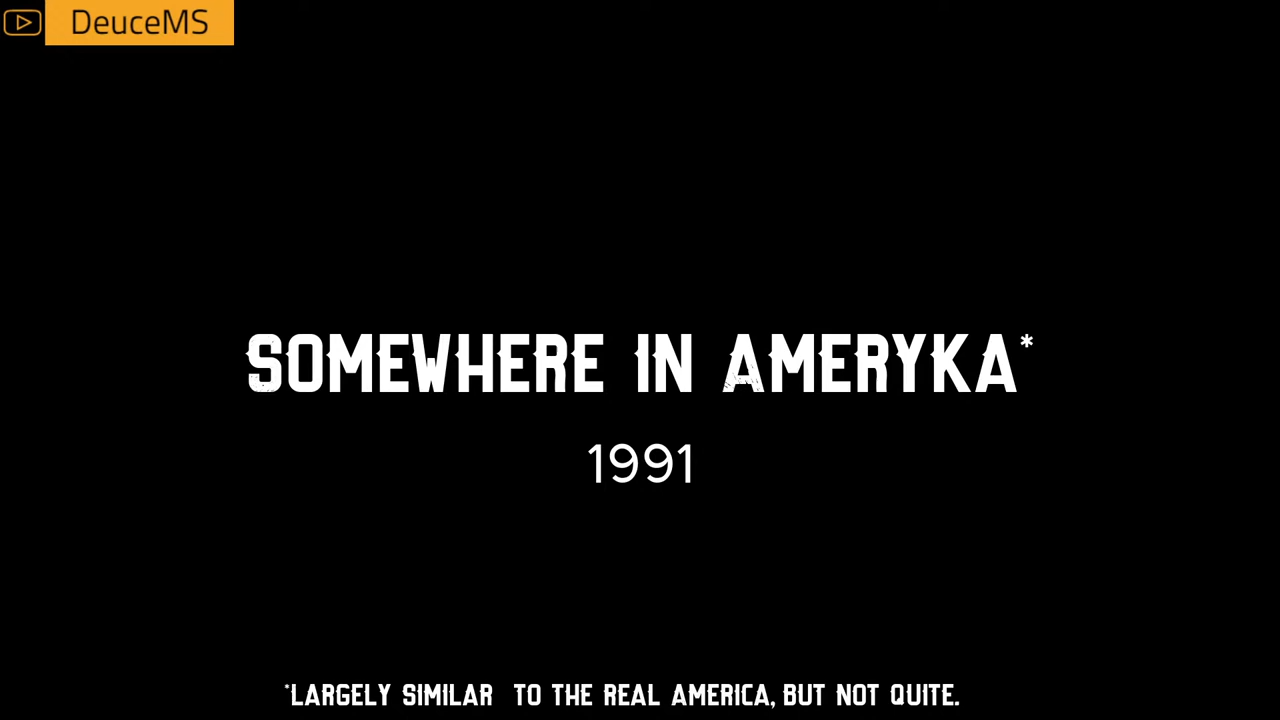 DeuceMS
SOMEWHERE IN AMERYKA*
1991
*LARGELY SIMILAR TO THE REAL AMERICA, BUT NOT QUITE.